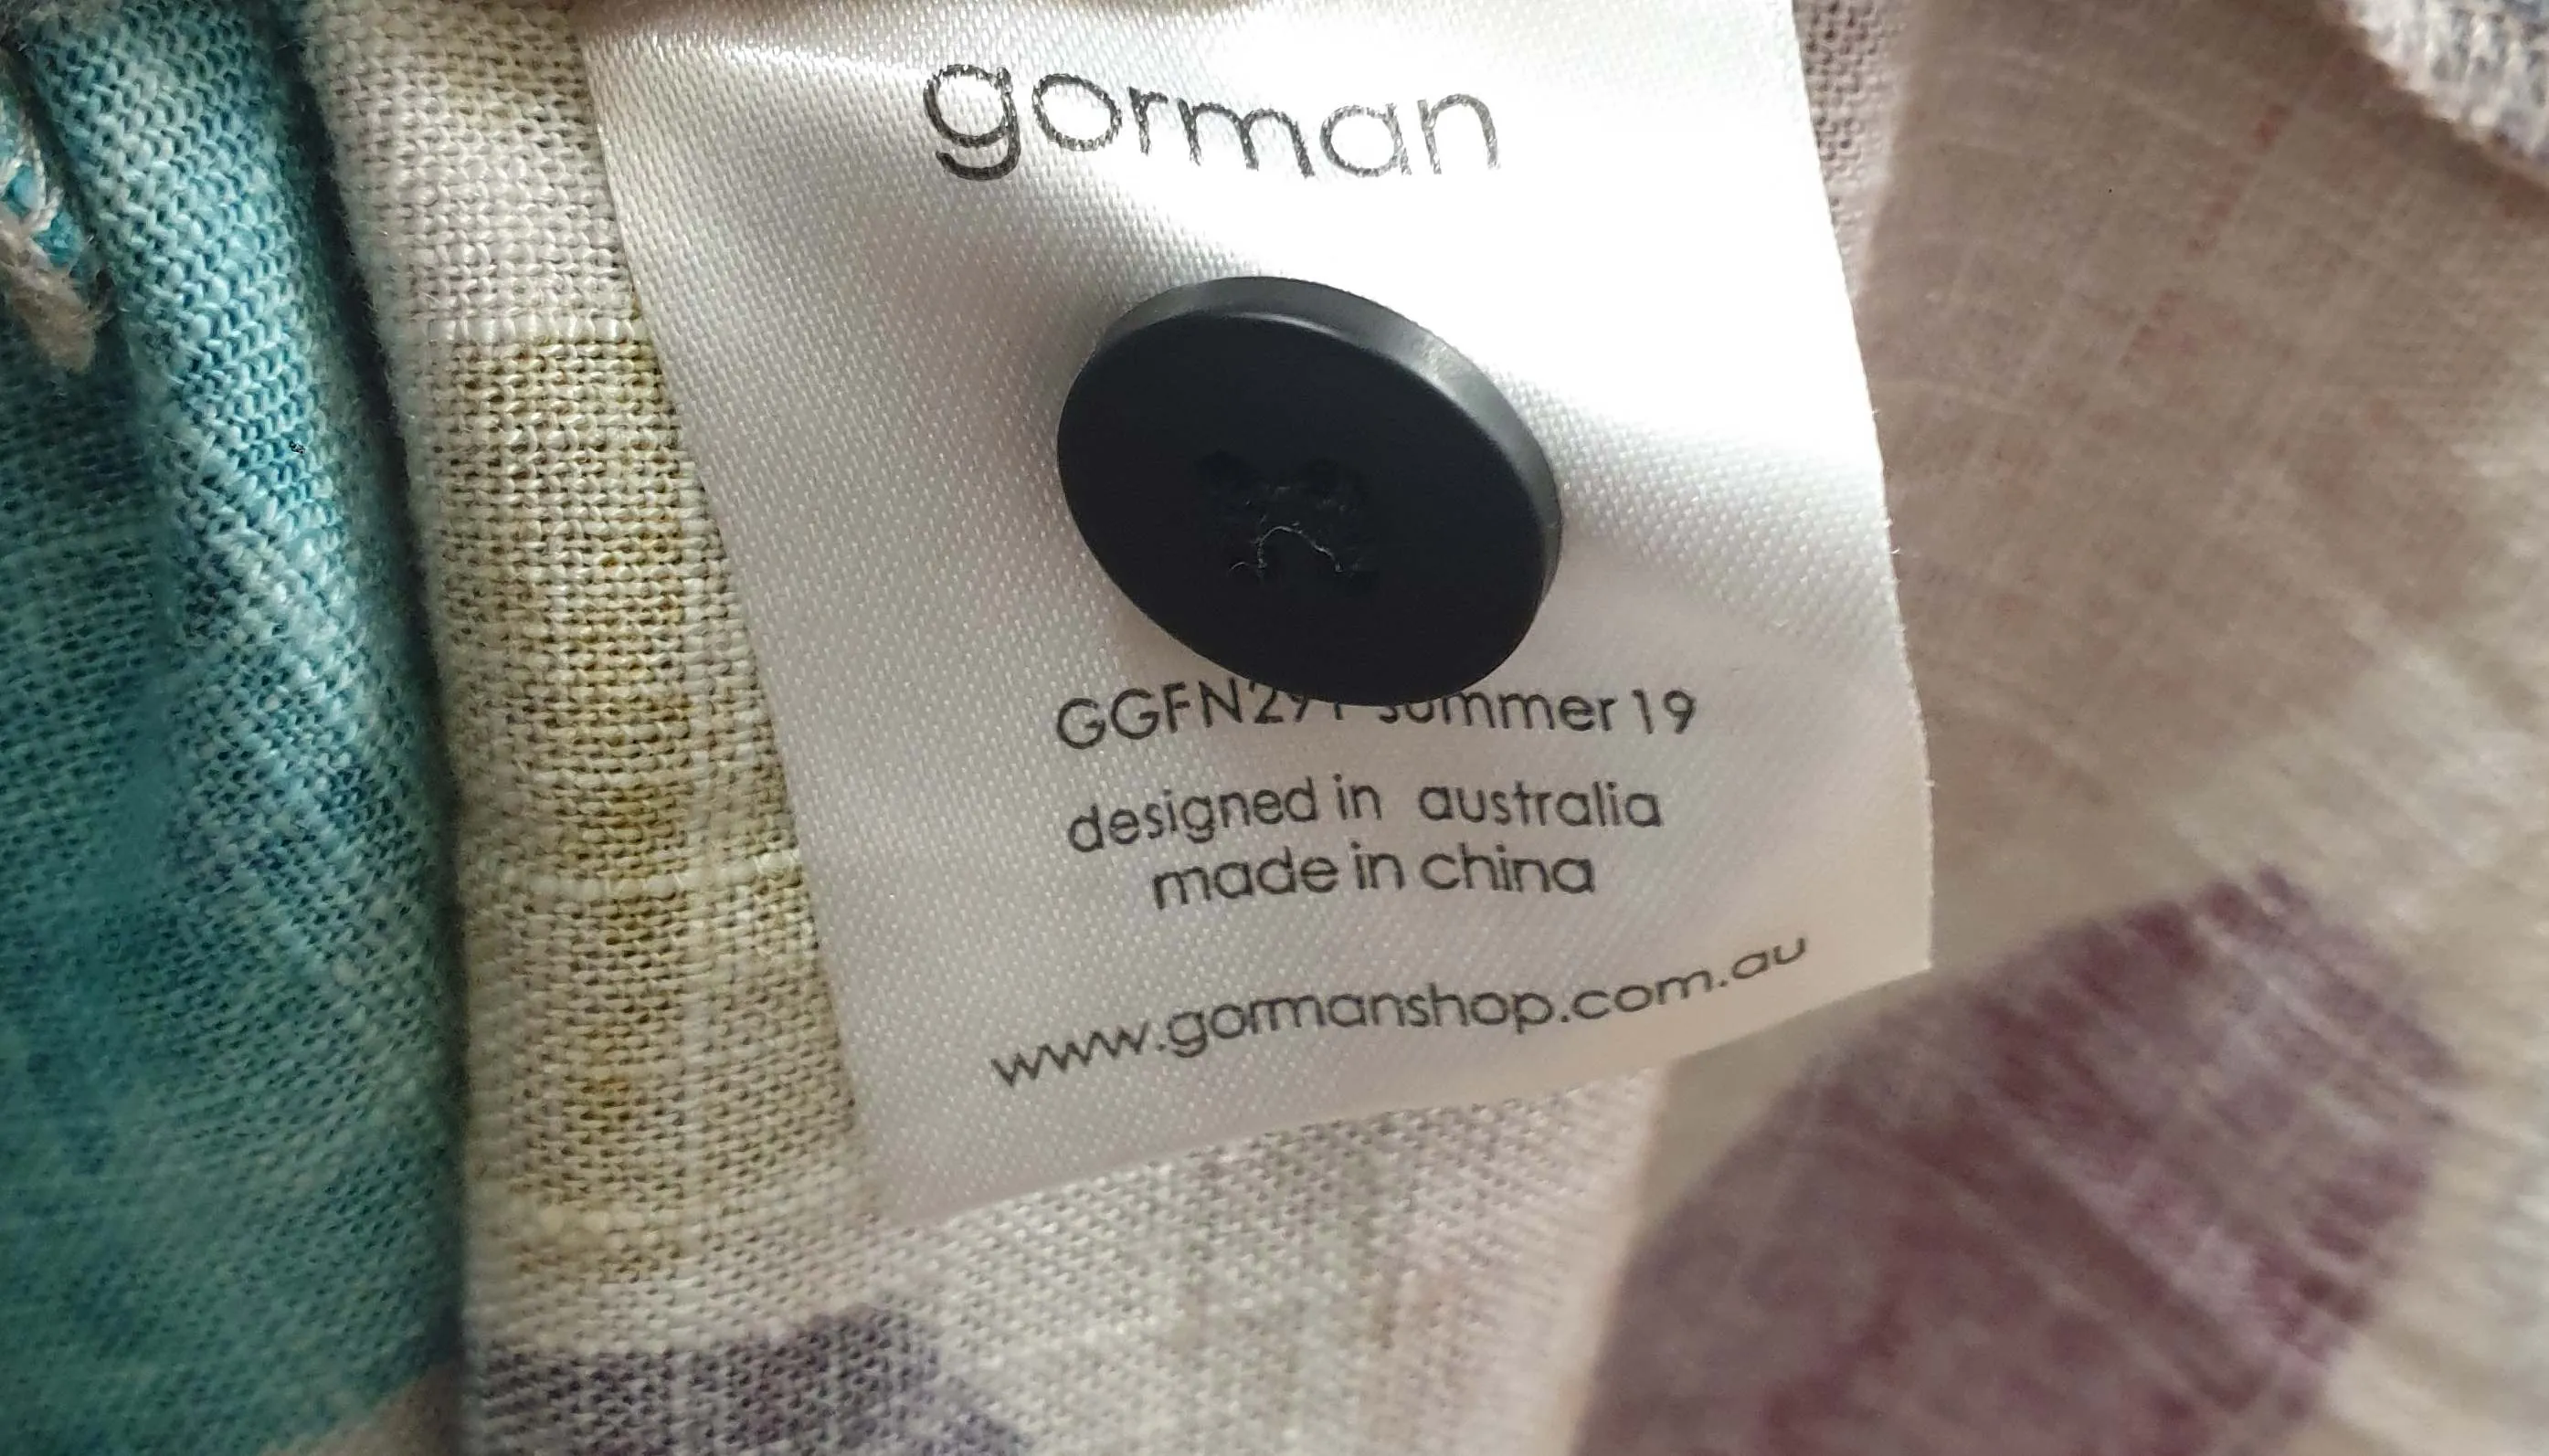 gorman
summer 19
designed in australia
made in china
www.gormanshop.com.au